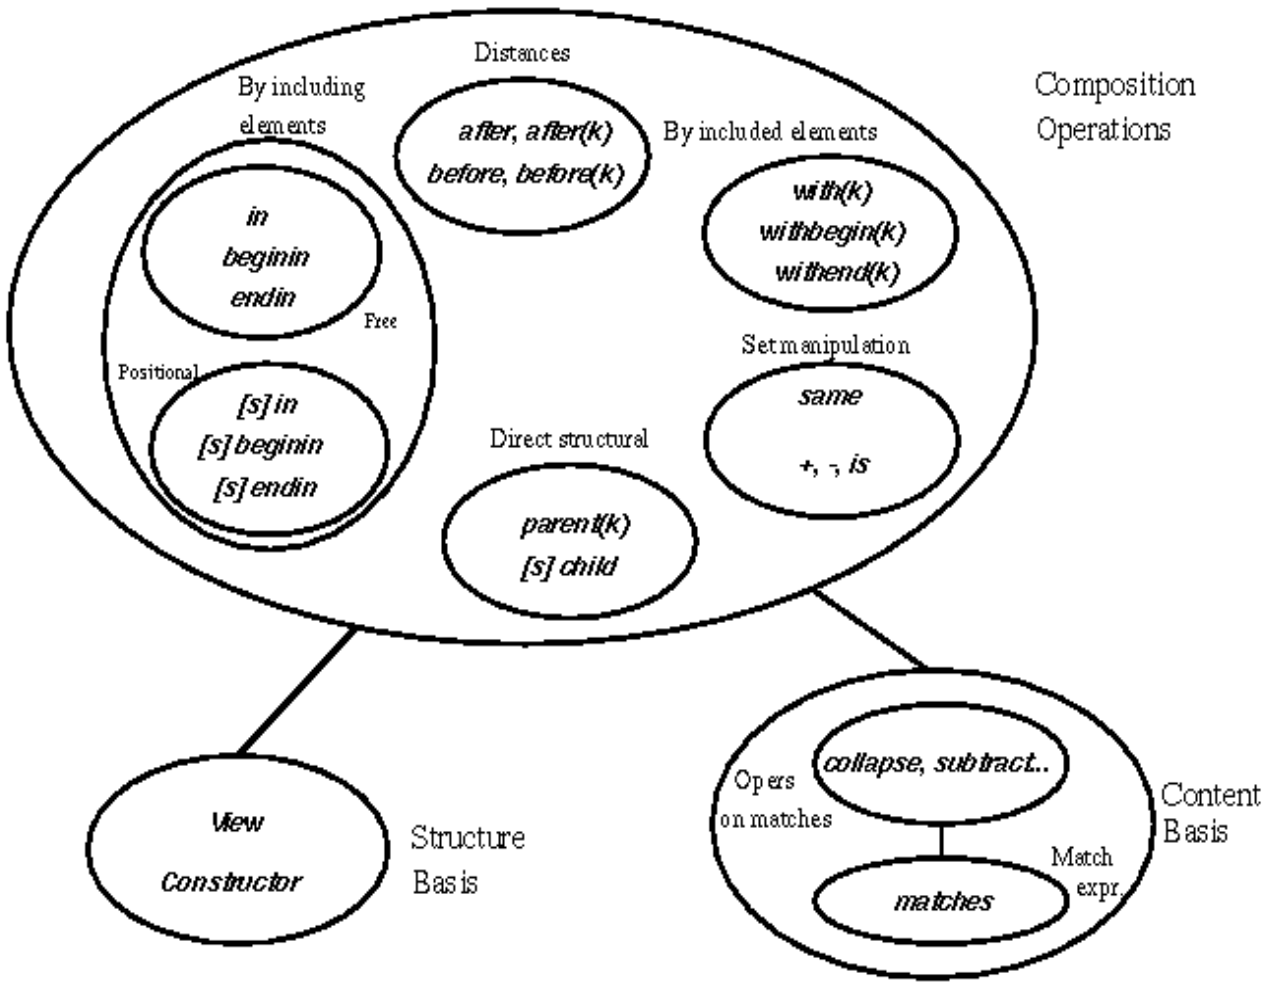 Distances
By including
elements
Composition
Operations
after, after(k)
before, before(k)
By included elements
with(k)
withbegin(k)
withend(k)
in
beginin
endin
Free
Positional
[s] in
[s] beginin
[s] endin
Set manipulation
same
+, -, is
Direct structural
parent(k)
[s] child
View
Constructor
Structure
Basis
collapse, subtract...
Opers
on matches
Content
Basis
Match
expr.
matches